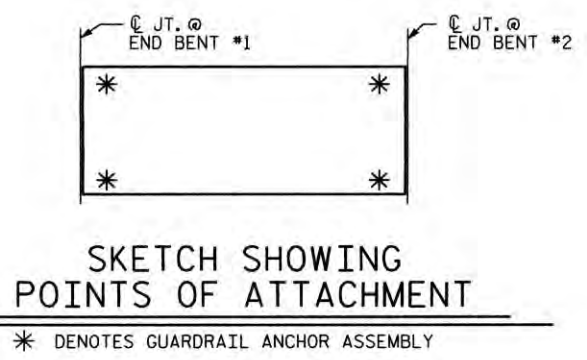 ℄ JT. @
END BENT #1
℄ JT. @
END BENT #2
* *
* *
SKETCH SHOWING
POINTS OF ATTACHMENT
* DENOTES GUARDRAIL ANCHOR ASSEMBLY